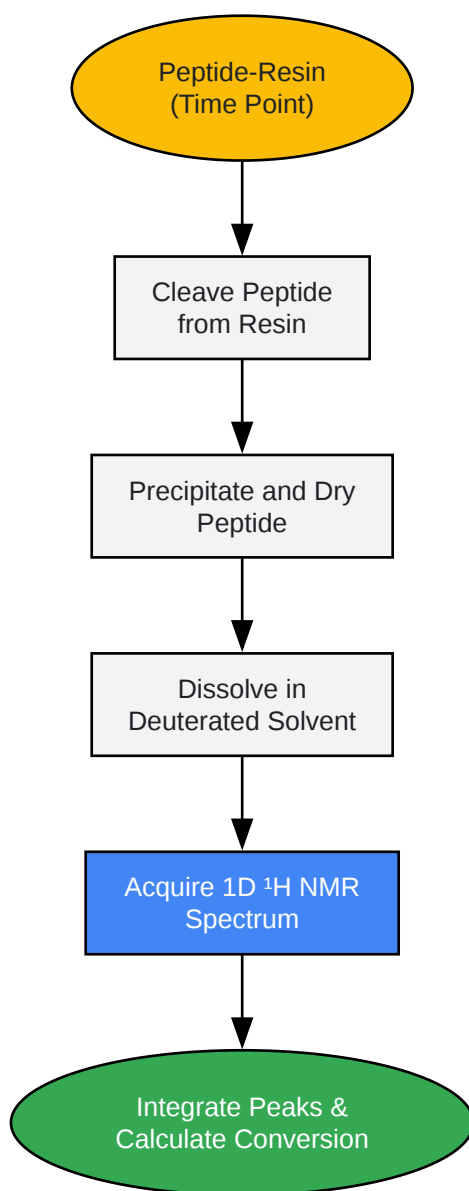 Peptide-Resin
(Time Point)
Cleave Peptide
from Resin
Precipitate and Dry
Peptide
Dissolve in
Deuterated Solvent
Acquire 1D ¹H NMR
Spectrum
Integrate Peaks &
Calculate Conversion